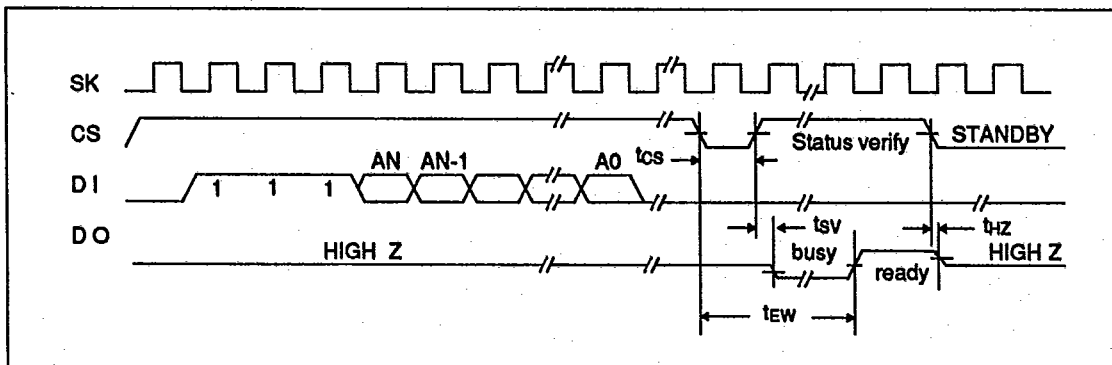 SK
CS
tCS
Status verify
STANDBY
DI
1 1 1 AN AN-1 A0
DO
HIGH Z
tSV
busy
ready
tHZ
HIGH Z
tEW